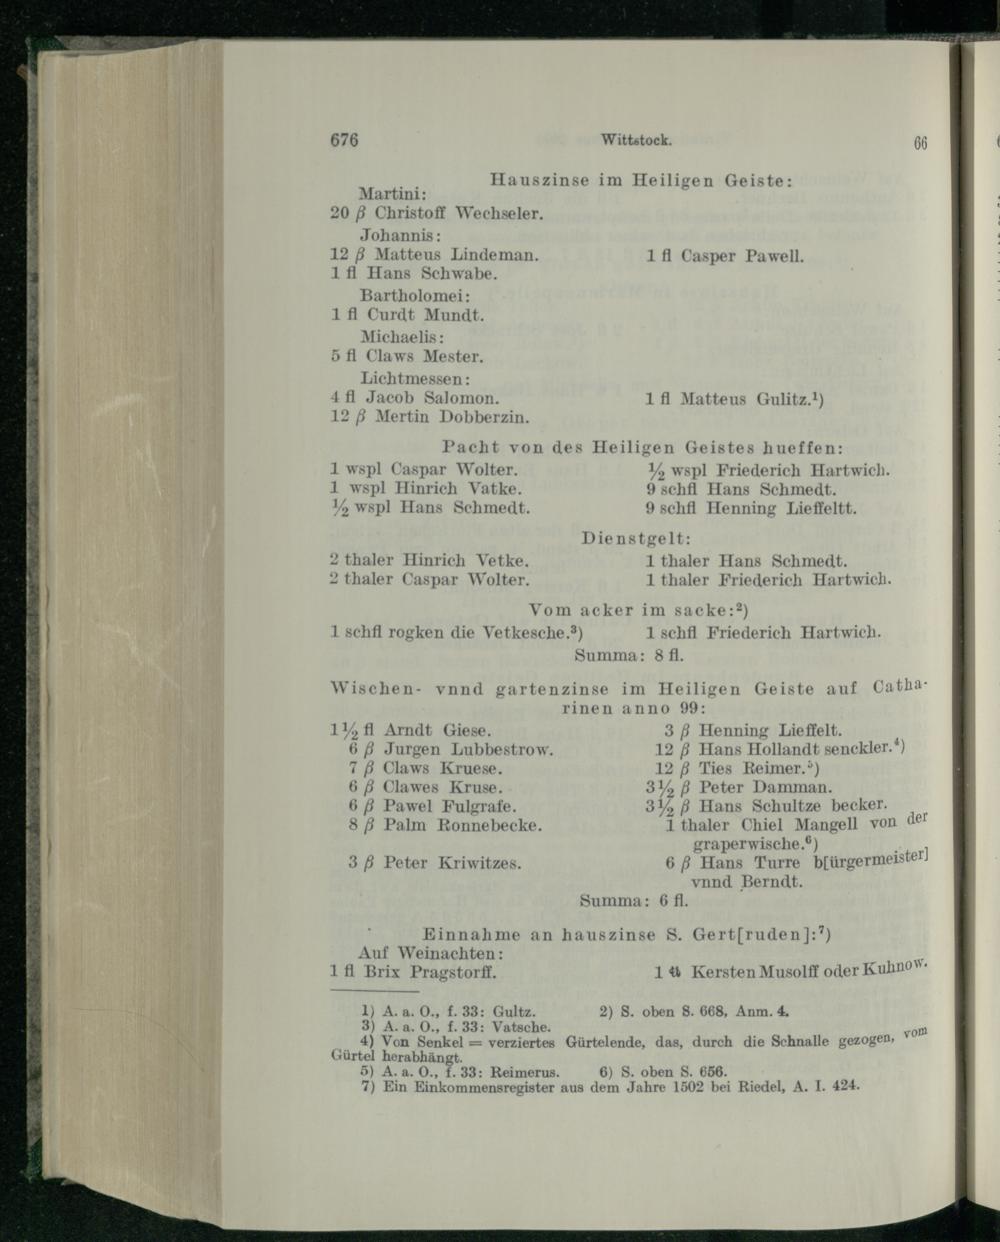 676 Wittstock. 66
Hauszinse im Heiligen Geiste:
Martini:
20 β Christoff Wechseler.
Johannis:
12 β Matteus Lindeman. 1 fl Casper Pawell.
1 fl Hans Schwabe.
Bartholomei:
1 fl Curdt Mundt.
Michaelis:
5 fl Claws Mester.
Lichtmessen:
4 fl Jacob Salomon. 1 fl Matteus Gulitz.¹)
12 β Mertin Dobberzin.
Pacht von des Heiligen Geistes hueffen:
1 wspl Caspar Wolter. ½ wspl Friederich Hartwich.
1 wspl Hinrich Vatke. 9 schfl Hans Schmedt.
½ wspl Hans Schmedt. 9 schfl Henning Lieffeltt.
Dienstgelt:
2 thaler Hinrich Vetke. 1 thaler Hans Schmedt.
2 thaler Caspar Wolter. 1 thaler Friederich Hartwich.
Vom acker im sacke:²)
1 schfl rogken die Vetkesche.³) 1 schfl Friederich Hartwich.
Summa: 8 fl.
Wischen- vnnd gartenzinse im Heiligen Geiste auf Catha-
rinen anno 99:
1½ fl Arndt Giese. 3 β Henning Lieffelt.
6 β Jurgen Lubbestrow. 12 β Hans Hollandt senckler.⁴)
7 β Claws Kruese. 12 β Ties Reimer.⁵)
6 β Clawes Kruse. 3½ β Peter Damman.
6 β Pawel Fulgrafe. 3½ β Hans Schultze becker.
8 β Palm Ronnebecke. 1 thaler Chiel Mangell von der
graperwische.⁶)
3 β Peter Kriwitzes. 6 β Hans Turre b[ürgermeister]
vnnd Berndt.
Summa: 6 fl.
Einnahme an hauszinse S. Gert[ruden]:⁷)
Auf Weinachten:
1 fl Brix Pragstorff. 1 ℔ Kersten Musolff oder Kuhnow.
1) A. a. O., f. 33: Gultz. 2) S. oben S. 668, Anm. 4.
3) A. a. O., f. 33: Vatsche.
4) Von Senkel = verziertes Gürtelende, das, durch die Schnalle gezogen, vom
Gürtel herabhängt.
5) A. a. O., f. 33: Reimerus. 6) S. oben S. 656.
7) Ein Einkommensregister aus dem Jahre 1502 bei Riedel, A. I. 424.